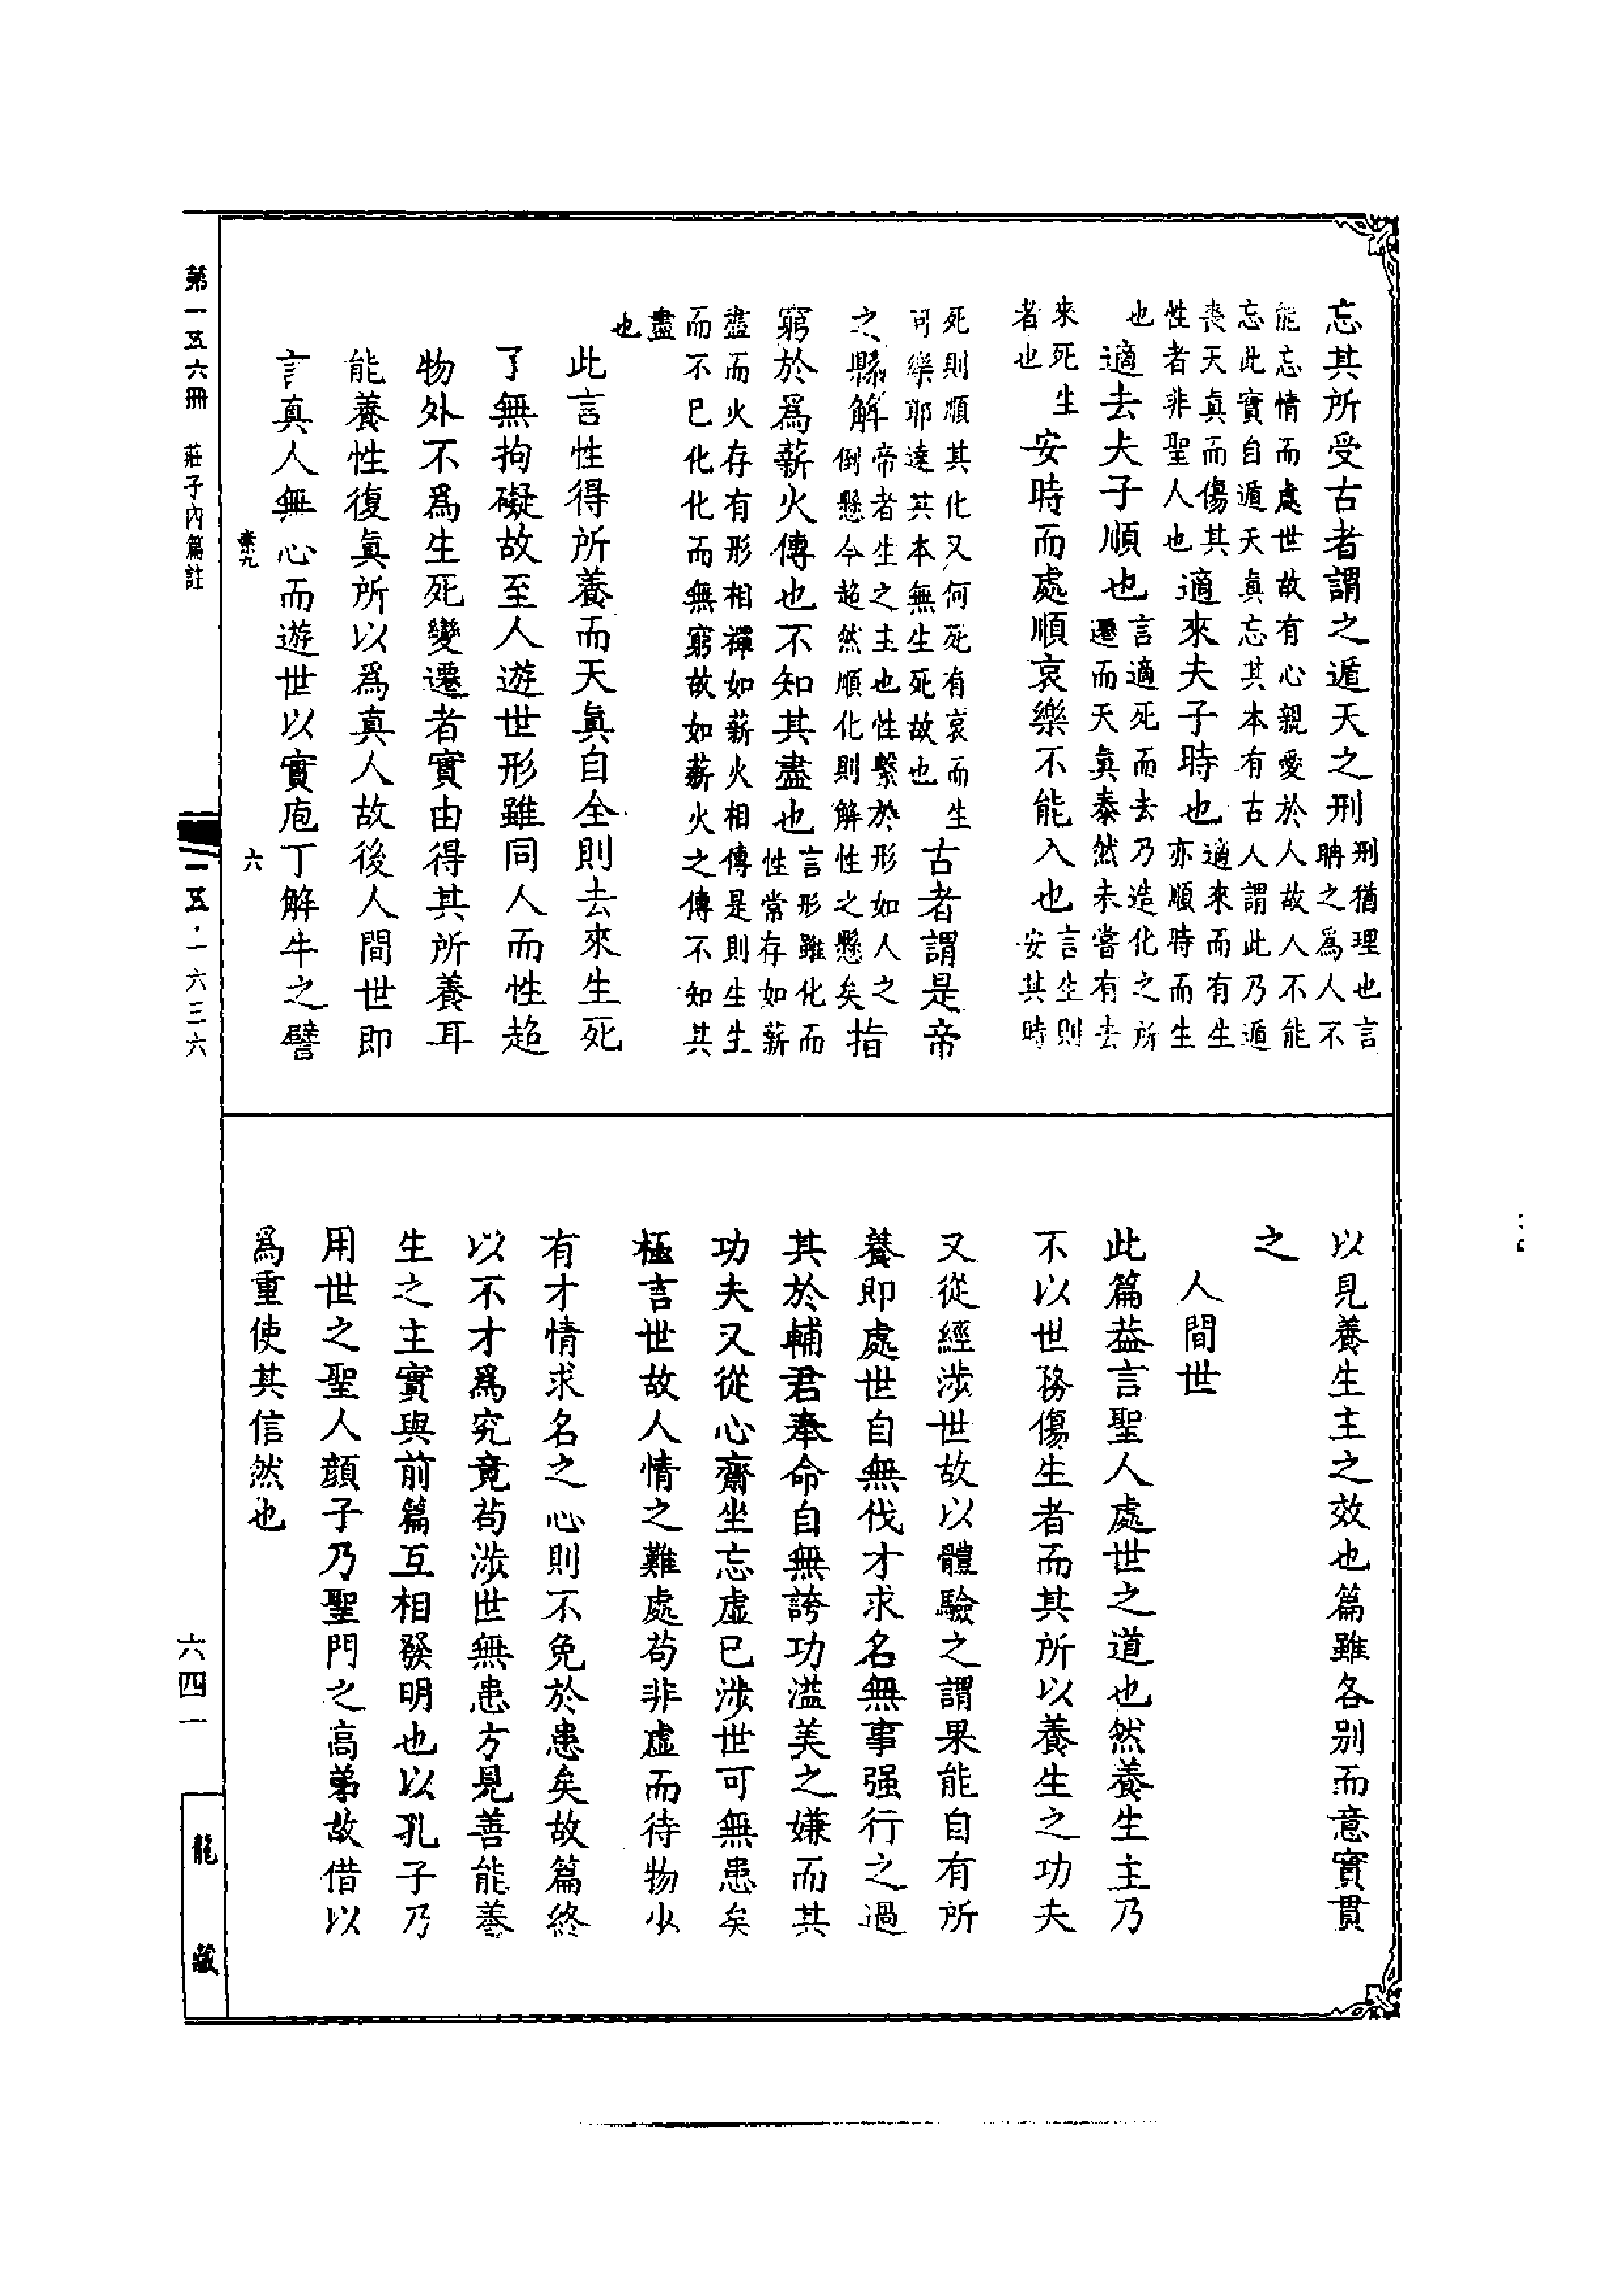 忘其所受古者謂之遁天之刑刑猶理也言
聃之爲人不
能忘情而處世故有心親愛於人故人不能
忘此實自遁天真忘其本有古人謂此乃遁
喪天真而傷其
性者非聖人也適來夫子時也適來而有生
亦順時而生
也適去夫子順也言適死而去乃造化之所
遷而天真泰然未嘗有去
來死生
者也安時而處順哀樂不能入也言生則
安其時
死則順其化又何死有哀而生
可樂耶達其本無生死故也古者謂是帝
之縣解帝者生之主也性繫於形如人之
倒懸今超然順化則解性之懸矣指
窮於爲薪火傳也不知其盡也言形雖化而
性常存如薪
盡而火存有形相禪如薪火相傳是則生生
而不已化化而無窮故如薪火之傳不知其
盡
也
此言性得所養而天真自全則去來生死
了無拘礙故至人遊世形雖同人而性超
物外不爲生死變遷者實由得其所養耳
能養性復真所以爲真人故後人間世即
言真人無心而遊世以實庖丁解牛之譬
以見養生主之效也篇雖各別而意實貫
之
人間世
此篇葢言聖人處世之道也然養生主乃
不以世務傷生者而其所以養生之功夫
又從經涉世故以體驗之謂果能自有所
養即處世自無伐才求名無事强行之過
其於輔君奉命自無誇功溢美之嫌而其
功夫又從心齋坐忘虛已涉世可無患矣
極言世故人情之難處苟非虛而待物少
有才情求名之心則不免於患矣故篇終
以不才爲究竟苟涉世無患方見善能養
生之主實與前篇互相發明也以孔子乃
用世之聖人顏子乃聖門之高弟故借以
爲重使其信然也
第一五六冊　莊子內篇註
六
一五·一六三六
六四一
龍藏